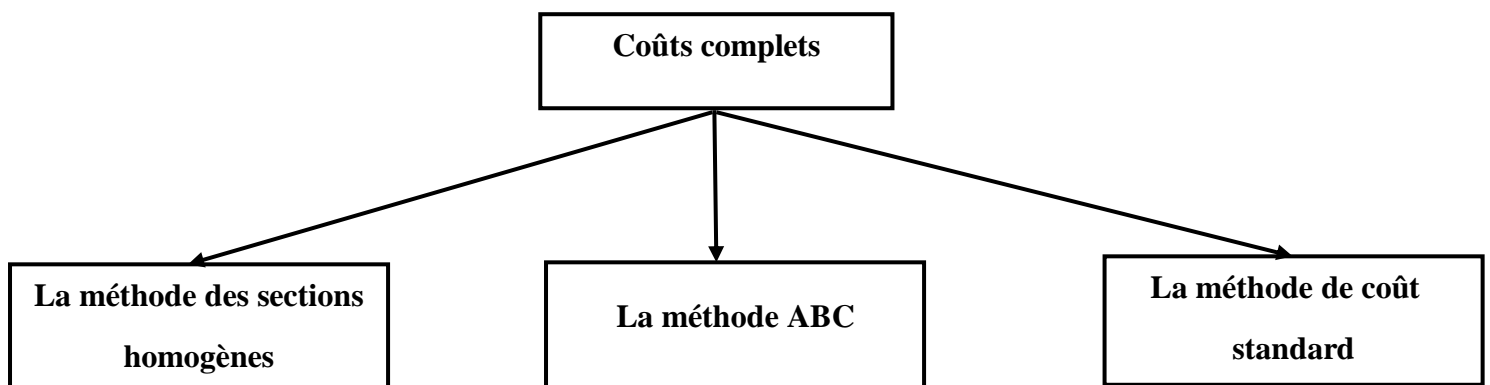 Coûts complets
La méthode des sections
homogènes
La méthode ABC
La méthode de coût
standard